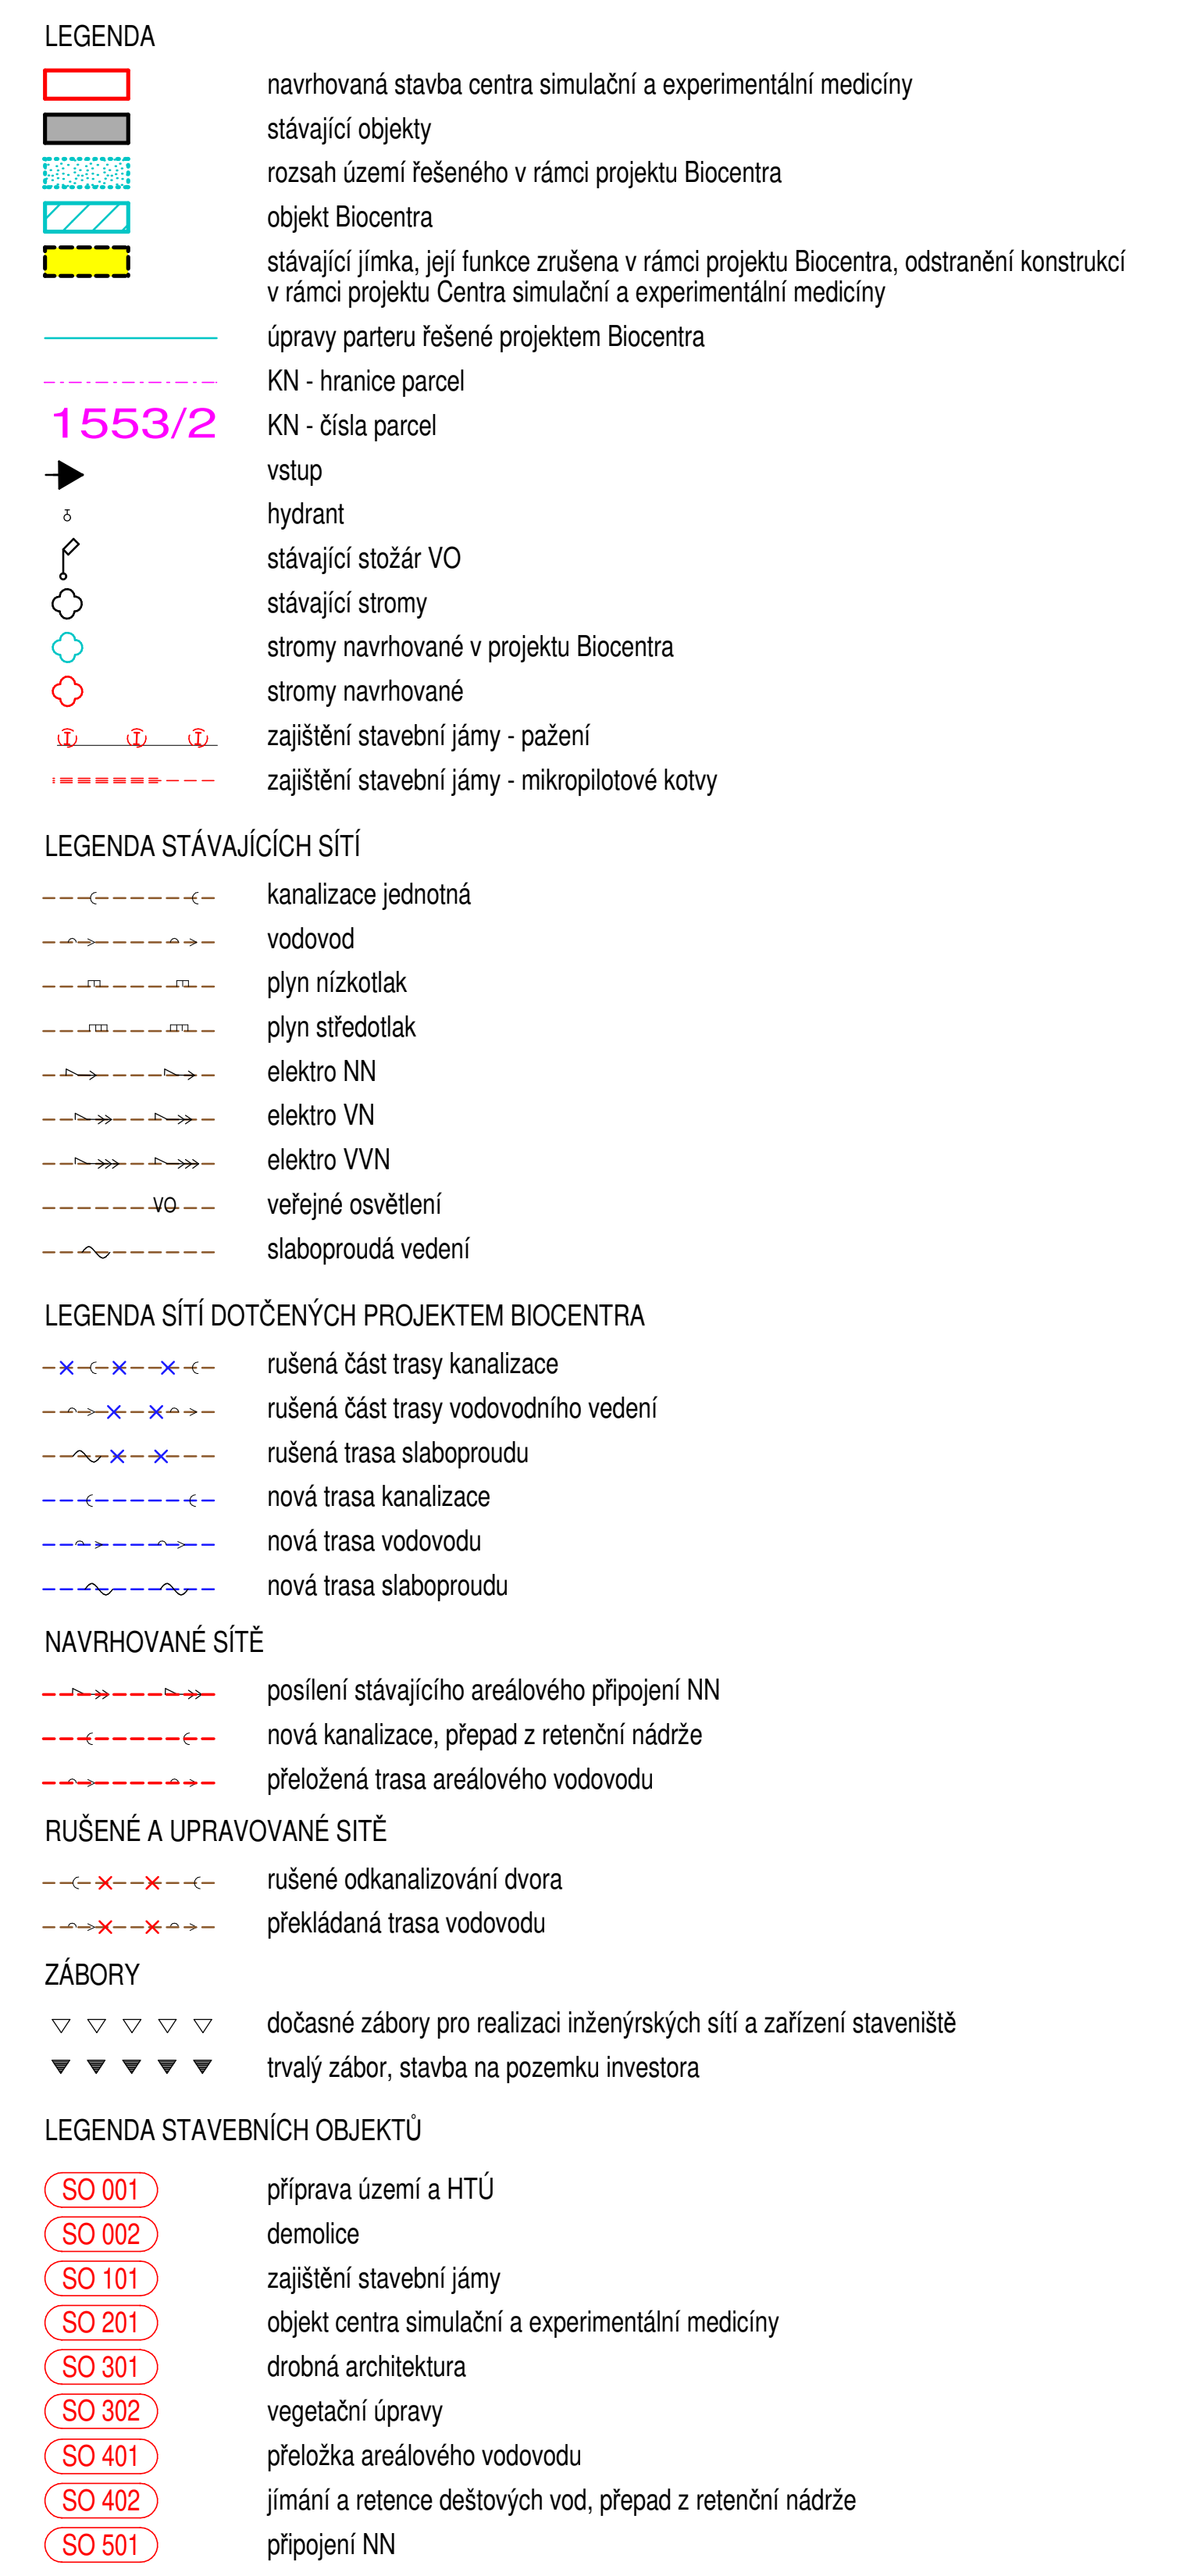 LEGENDA
navrhovaná stavba centra simulační a experimentální medicíny
stávající objekty
rozsah území řešeného v rámci projektu Biocentra
objekt Biocentra
stávající jímka, její funkce zrušena v rámci projektu Biocentra, odstranění konstrukcí
v rámci projektu Centra simulační a experimentální medicíny
úpravy parteru řešené projektem Biocentra
KN - hranice parcel
1553/2 KN - čísla parcel
vstup
hydrant
stávající stožár VO
stávající stromy
stromy navrhované v projektu Biocentra
stromy navrhované
zajištění stavební jámy - pažení
zajištění stavební jámy - mikropilotové kotvy
LEGENDA STÁVAJÍCÍCH SÍTÍ
kanalizace jednotná
vodovod
plyn nízkotlak
plyn středotlak
elektro NN
elektro VN
elektro VVN
VO veřejné osvětlení
slaboproudá vedení
LEGENDA SÍTÍ DOTČENÝCH PROJEKTEM BIOCENTRA
rušená část trasy kanalizace
rušená část trasy vodovodního vedení
rušená trasa slaboproudu
nová trasa kanalizace
nová trasa vodovodu
nová trasa slaboproudu
NAVRHOVANÉ SÍTĚ
posílení stávajícího areálového připojení NN
nová kanalizace, přepad z retenční nádrže
přeložená trasa areálového vodovodu
RUŠENÉ A UPRAVOVANÉ SITĚ
rušené odkanalizování dvora
překládaná trasa vodovodu
ZÁBORY
dočasné zábory pro realizaci inženýrských sítí a zařízení staveniště
trvalý zábor, stavba na pozemku investora
LEGENDA STAVEBNÍCH OBJEKTŮ
SO 001 příprava území a HTÚ
SO 002 demolice
SO 101 zajištění stavební jámy
SO 201 objekt centra simulační a experimentální medicíny
SO 301 drobná architektura
SO 302 vegetační úpravy
SO 401 přeložka areálového vodovodu
SO 402 jímání a retence deštových vod, přepad z retenční nádrže
SO 501 připojení NN